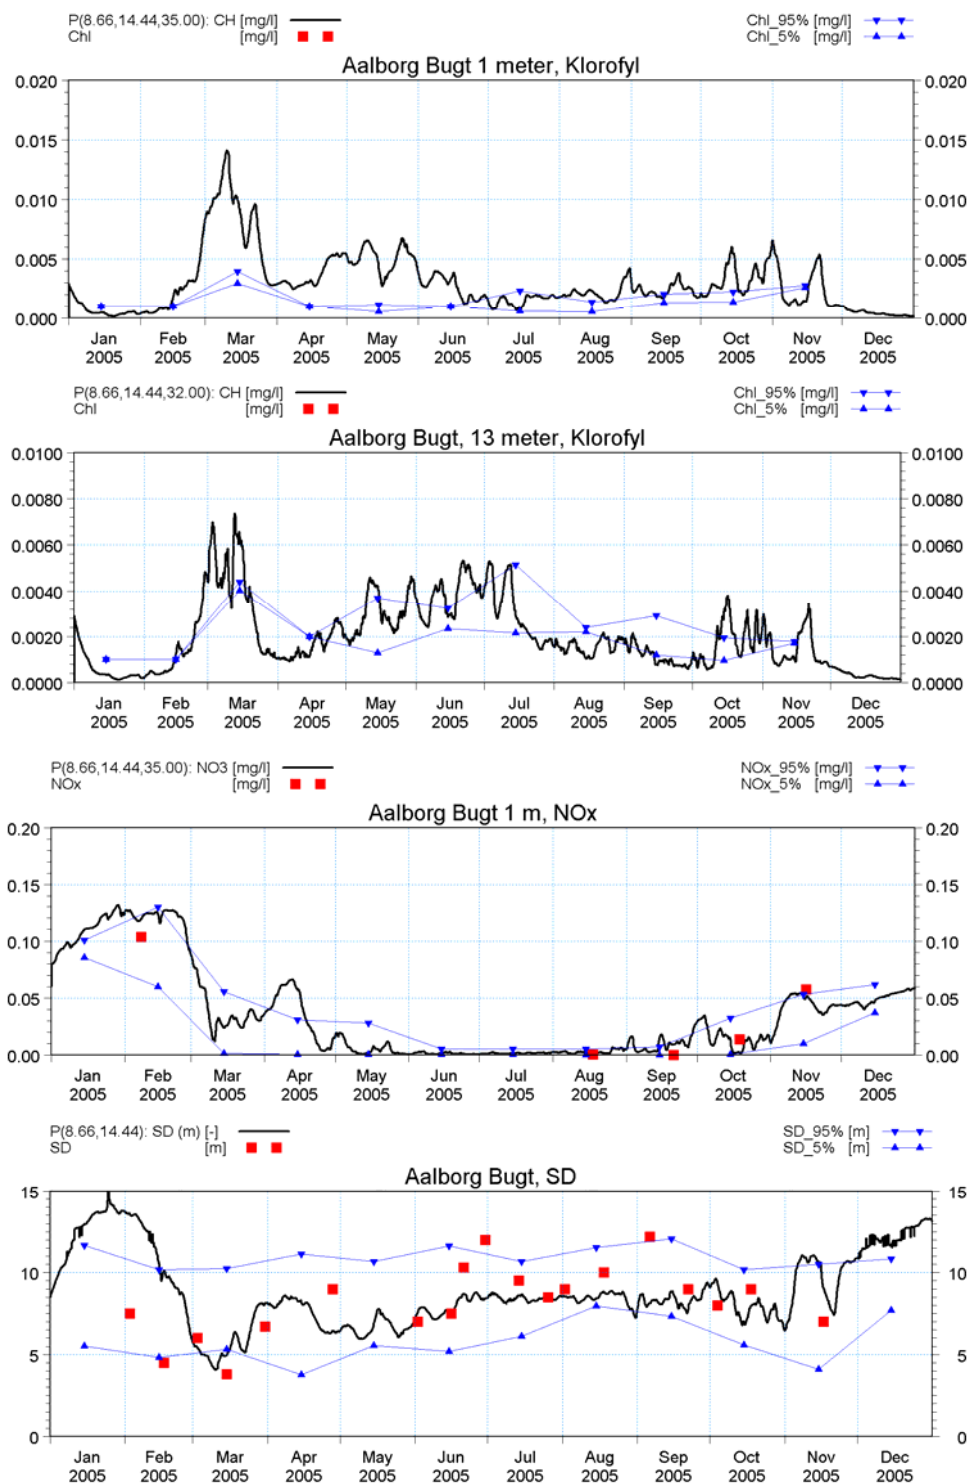 P(8.66,14.44,35.00): CH [mg/l] Chl_95% [mg/l]
Chl [mg/l] Chl_5% [mg/l]
Aalborg Bugt 1 meter, Klorofyl
0.020 0.020
0.015 0.015
0.010 0.010
0.005 0.005
0.000 0.000
Jan Feb Mar Apr May Jun Jul Aug Sep Oct Nov Dec
2005 2005 2005 2005 2005 2005 2005 2005 2005 2005 2005 2005
P(8.66,14.44,32.00): CH [mg/l] Chl_95% [mg/l]
Chl [mg/l] Chl_5% [mg/l]
Aalborg Bugt, 13 meter, Klorofyl
0.0100 0.0100
0.0080 0.0080
0.0060 0.0060
0.0040 0.0040
0.0020 0.0020
0.0000 0.0000
Jan Feb Mar Apr May Jun Jul Aug Sep Oct Nov Dec
2005 2005 2005 2005 2005 2005 2005 2005 2005 2005 2005 2005
P(8.66,14.44,35.00): NO3 [mg/l] NOx_95% [mg/l]
NOx [mg/l] NOx_5% [mg/l]
Aalborg Bugt 1 m, NOx
0.20 0.20
0.15 0.15
0.10 0.10
0.05 0.05
0.00 0.00
Jan Feb Mar Apr May Jun Jul Aug Sep Oct Nov Dec
2005 2005 2005 2005 2005 2005 2005 2005 2005 2005 2005 2005
P(8.66,14.44): SD (m) [-] SD_95% [m]
SD [m] SD_5% [m]
Aalborg Bugt, SD
15 15
10 10
5 5
0 0
Jan Feb Mar Apr May Jun Jul Aug Sep Oct Nov Dec
2005 2005 2005 2005 2005 2005 2005 2005 2005 2005 2005 2005